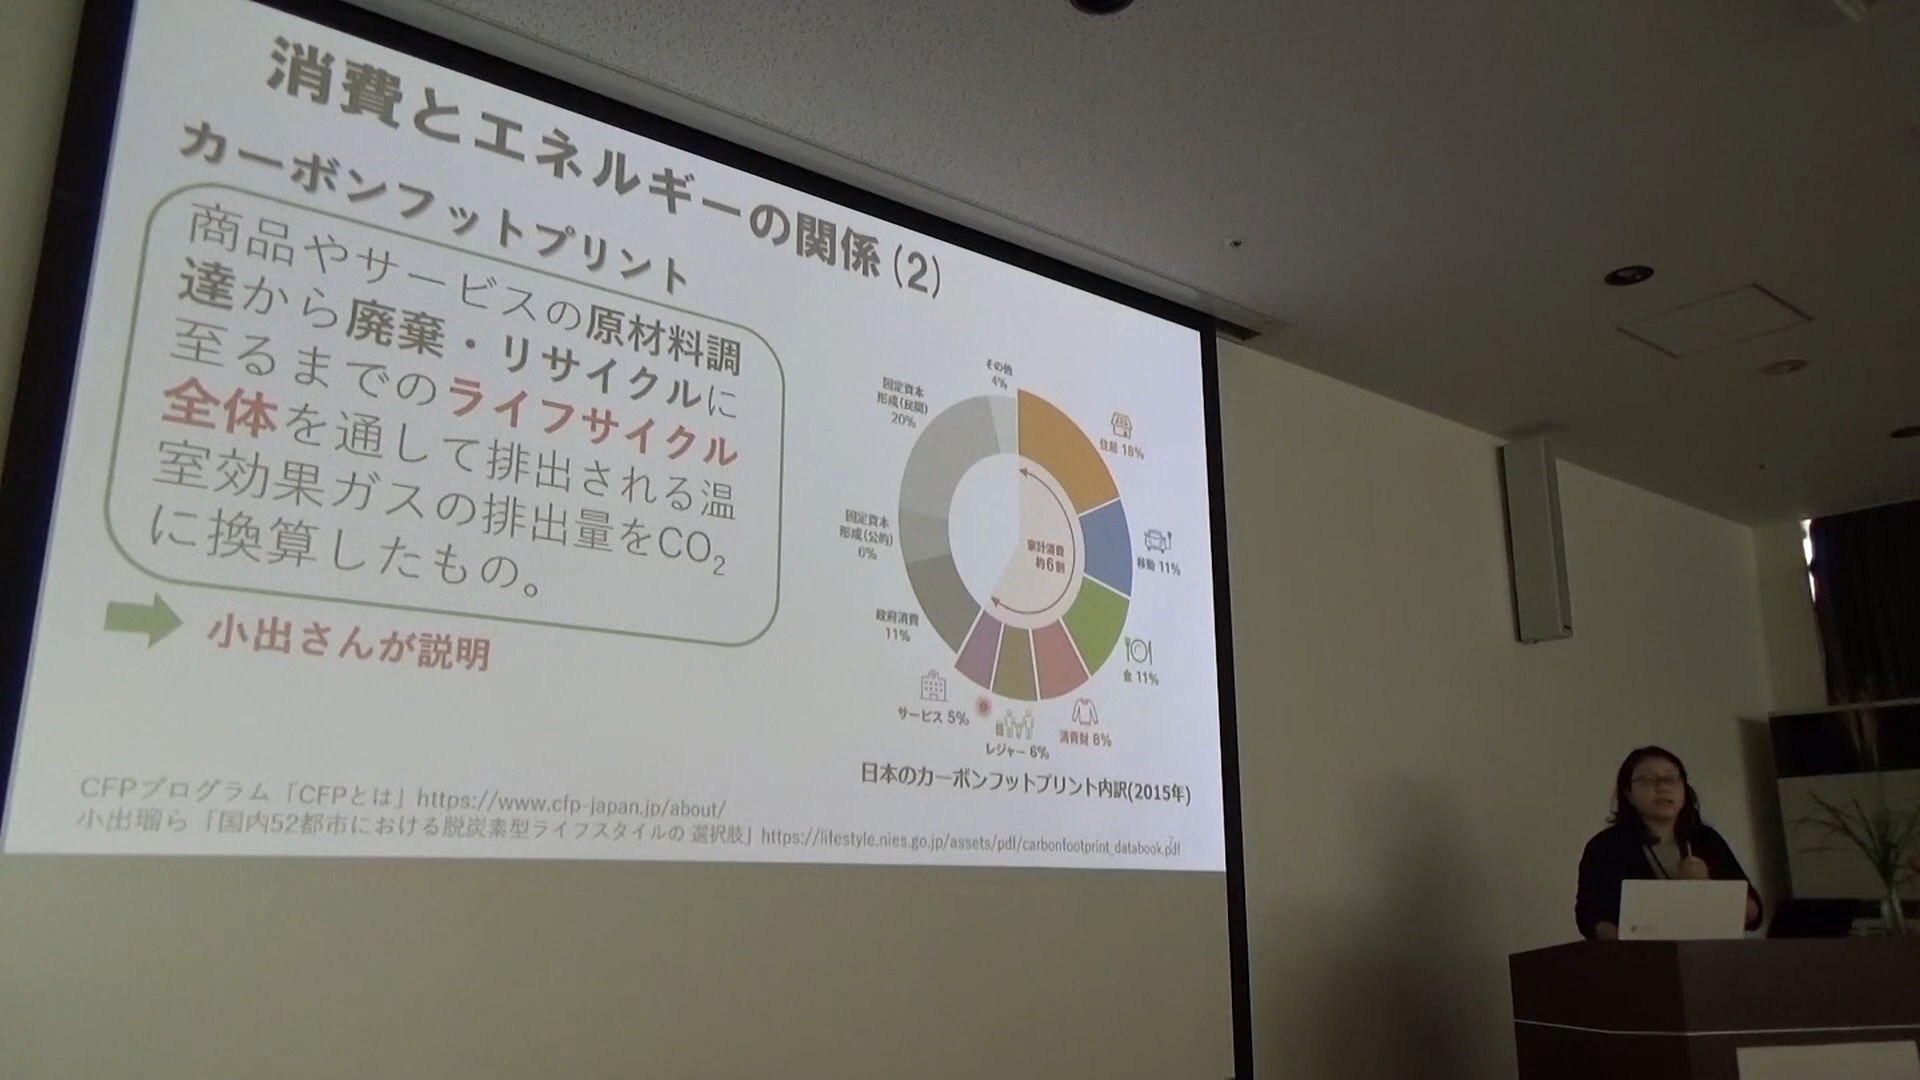 消費とエネルギーの関係(2)
カーボンフットプリント
商品やサービスの原材料調
達から廃棄・リサイクルに
至るまでのライフサイクル
全体を通して排出される温
室効果ガスの排出量をCO₂
に換算したもの。
小出さんが説明
その他
4%
住居 18%
移動 11%
食 11%
消費財 8%
レジャー 6%
サービス 5%
政府消費
11%
固定資本
形成(公的)
6%
固定資本
形成(民間)
20%
家計消費
約6割
日本のカーボンフットプリント内訳(2015年)
CFPプログラム「CFPとは」https://www.cfp-japan.jp/about/
小出瑠ら「国内52都市における脱炭素型ライフスタイルの 選択肢」https://lifestyle.nies.go.jp/assets/pdf/carbonfootprint_databook.pdf